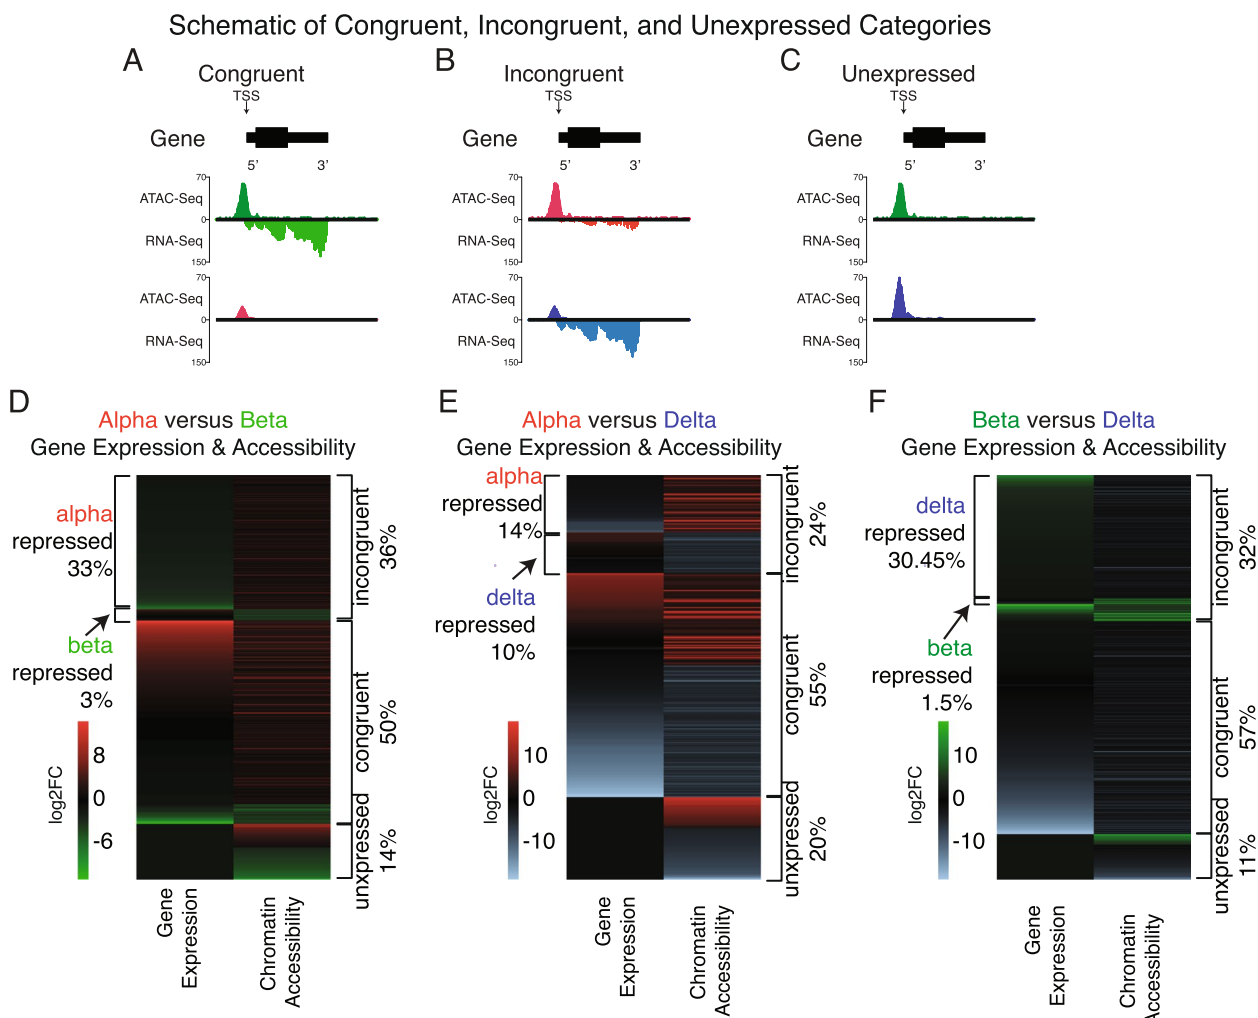 Schematic of Congruent, Incongruent, and Unexpressed Categories
A
Congruent
TSS
Gene
5’
3’
70
ATAC-Seq
0
RNA-Seq
150
70
ATAC-Seq
0
RNA-Seq
150
B
Incongruent
TSS
Gene
5’
3’
70
ATAC-Seq
0
RNA-Seq
150
70
ATAC-Seq
0
RNA-Seq
150
C
Unexpressed
TSS
Gene
5’
3’
70
ATAC-Seq
0
RNA-Seq
150
70
ATAC-Seq
0
RNA-Seq
150
D
Alpha versus Beta
Gene Expression & Accessibility
alpha
repressed
33%
beta
repressed
3%
log2FC
8
0
-6
incongruent
36%
congruent
50%
unxpressed
14%
Gene
Expression
Chromatin
Accessibility
E
Alpha versus Delta
Gene Expression & Accessibility
alpha
repressed
14%
delta
repressed
10%
log2FC
10
0
-10
incongruent
24%
congruent
55%
unxpressed
20%
Gene
Expression
Chromatin
Accessibility
F
Beta versus Delta
Gene Expression & Accessibility
delta
repressed
30.45%
beta
repressed
1.5%
log2FC
10
0
-10
incongruent
32%
congruent
57%
unxpressed
11%
Gene
Expression
Chromatin
Accessibility